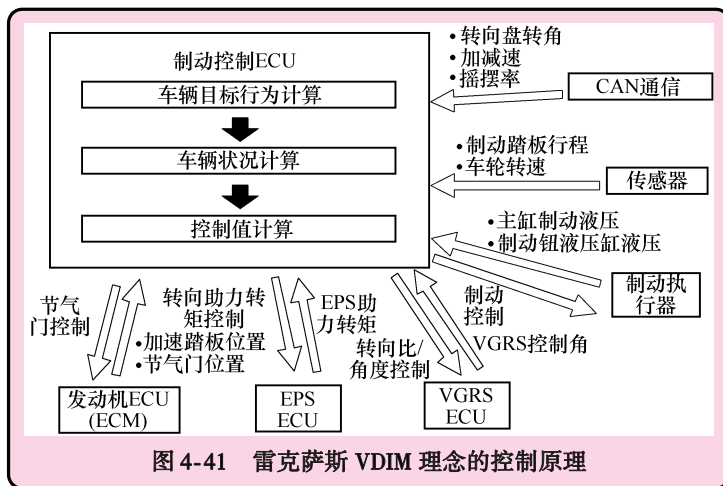 制动控制ECU
车辆目标行为计算
车辆状况计算
控制值计算
•转向盘转角
•加减速
•摇摆率
CAN通信
•制动踏板行程
•车轮转速
传感器
•主缸制动液压
•制动钮液压缸液压
制动执
行器
制动
控制
节气
门控制
转向助力转
矩控制
•加速踏板位置
•节气门位置
EPS助
力转矩
转向比/
角度控制
VGRS控制角
发动机ECU
(ECM)
EPS
ECU
VGRS
ECU
图 4-41 雷克萨斯 VDIM 理念的控制原理